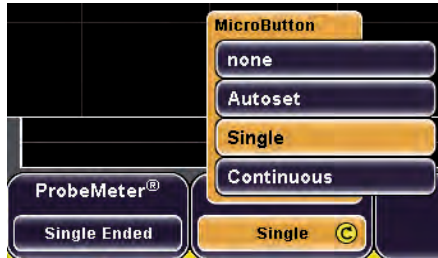 MicroButton
none
Autoset
Single
Continuous
ProbeMeter®
Single Ended
Single